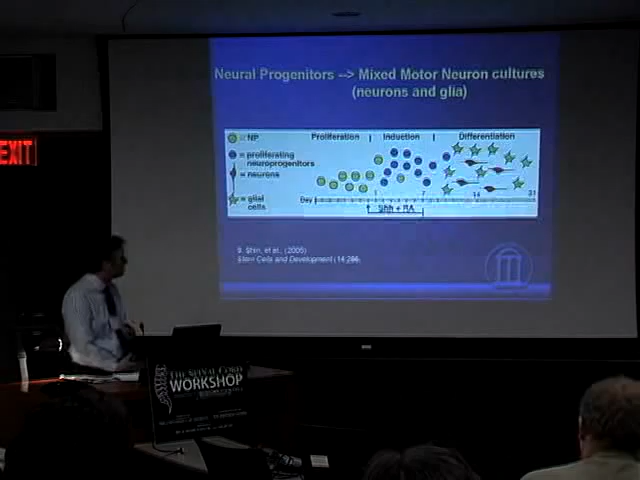 Neural Progenitors --> Mixed Motor Neuron cultures
(neurons and glia)
= NP
= proliferating
neuroprogenitors
= neurons
= glial
cells
Proliferation
Induction
Differentiation
Day
1
7
14
21
Shh + RA
S. Shin, et al., (2005)
Stem Cells and Development (14:266.
EXIT
THE SPINAL CORD
WORKSHOP